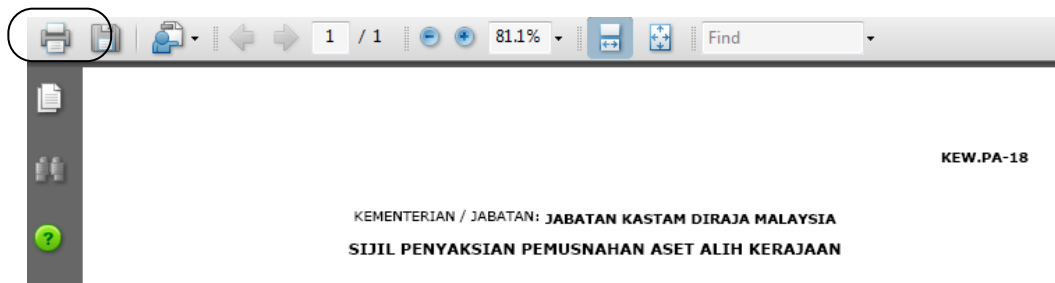 1 / 1 81.1% Find
KEW.PA-18
KEMENTERIAN / JABATAN: JABATAN KASTAM DIRAJA MALAYSIA
SIJIL PENYAKSIAN PEMUSNAHAN ASET ALIH KERAJAAN
?